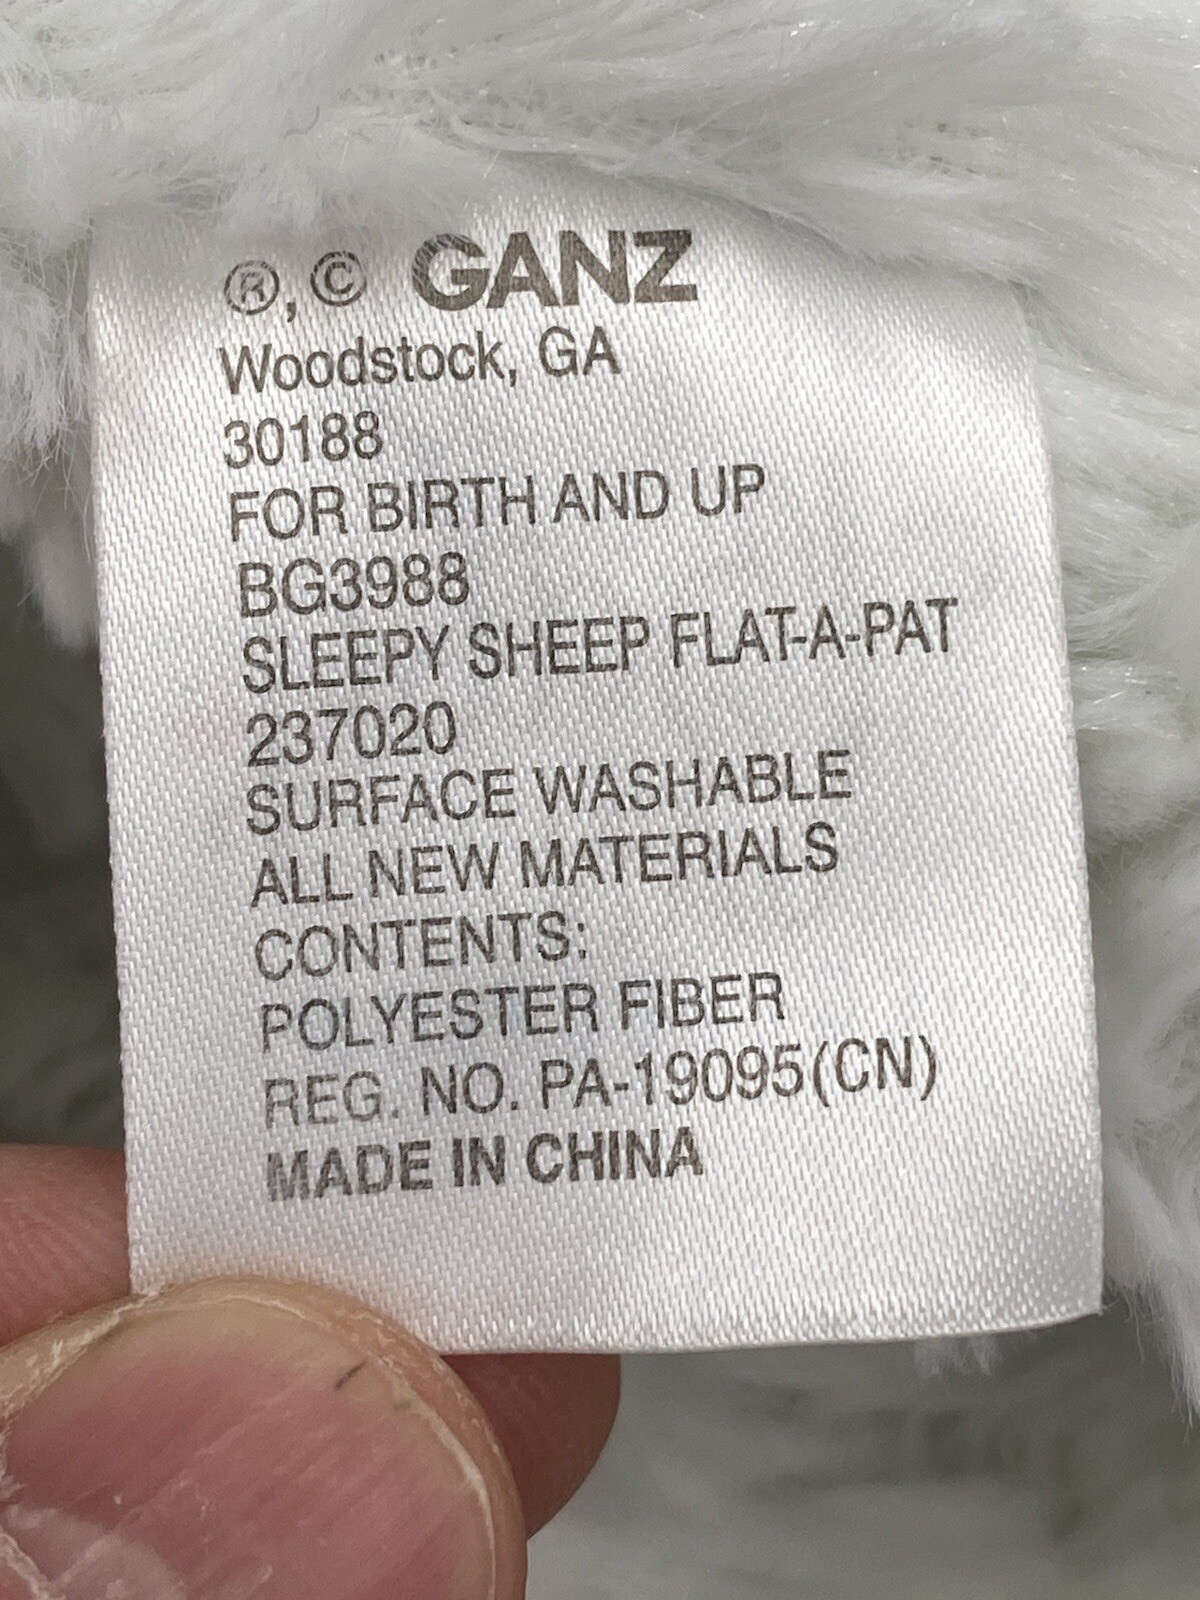 ®, © GANZ
Woodstock, GA
30188
FOR BIRTH AND UP
BG3988
SLEEPY SHEEP FLAT-A-PAT
237020
SURFACE WASHABLE
ALL NEW MATERIALS
CONTENTS:
POLYESTER FIBER
REG. NO. PA-19095(CN)
MADE IN CHINA